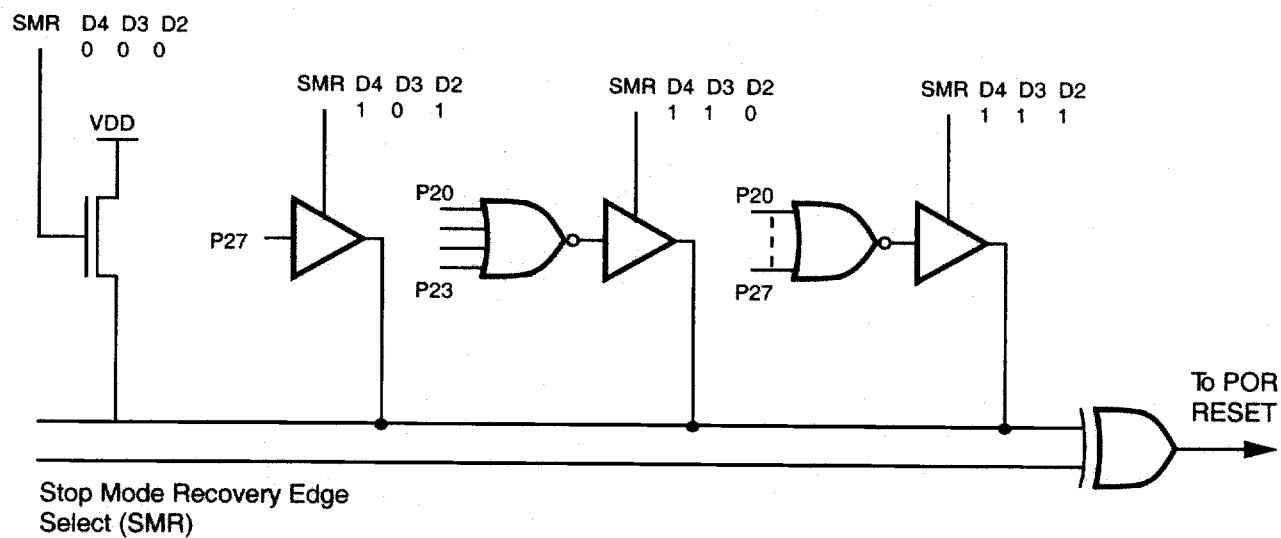 SMR D4 D3 D2
0 0 0
VDD
SMR D4 D3 D2
1 0 1
P27
SMR D4 D3 D2
1 1 0
P20
P23
SMR D4 D3 D2
1 1 1
P20
P27
To POR
RESET
Stop Mode Recovery Edge
Select (SMR)